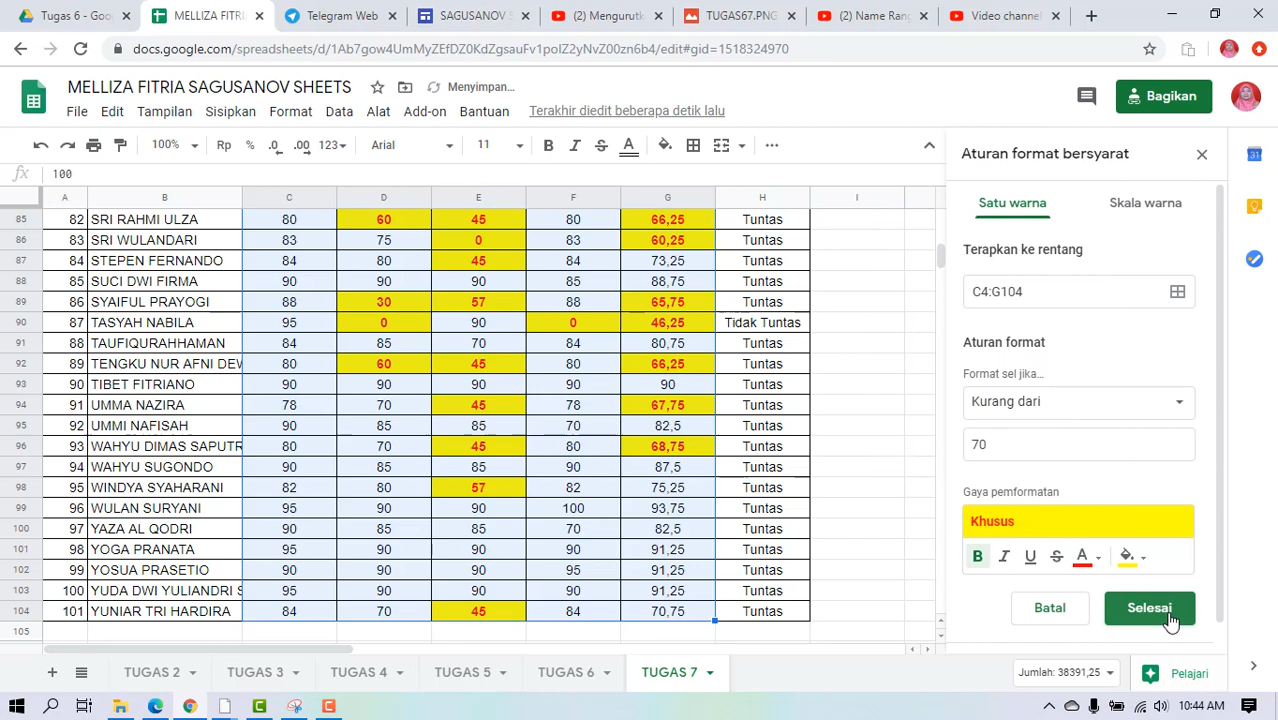 Tugas 6 - Google
MELLIZA FITRI
Telegram Web
SAGUSANOV S
(2) Mengurutk
TUGAS67.PNG
(2) Name Ran
Video channel
docs.google.com/spreadsheets/d/1Ab7gow4UmMyZEfDZ0KdZgsauFv1polZ2yNvZ00zn6b4/edit#gid=1518324970
MELLIZA FITRIA SAGUSANOV SHEETS
Menyimpan...
File Edit Tampilan Sisipkan Format Data Alat Add-on Bantuan Terakhir diedit beberapa detik lalu
Bagikan
100% Rp % .0 .00 123 Arial 11 B I S A
fx 100
A B C D E F G H I
85 82 SRI RAHMI ULZA 80 60 45 80 66,25 Tuntas
86 83 SRI WULANDARI 83 75 0 83 60,25 Tuntas
87 84 STEPEN FERNANDO 84 80 45 84 73,25 Tuntas
88 85 SUCI DWI FIRMA 90 90 90 85 88,75 Tuntas
89 86 SYAIFUL PRAYOGI 88 30 57 88 65,75 Tuntas
90 87 TASYAH NABILA 95 0 90 0 46,25 Tidak Tuntas
91 88 TAUFIQURAHHAMAN 84 85 70 84 80,75 Tuntas
92 89 TENGKU NUR AFNI DEW 80 60 45 80 66,25 Tuntas
93 90 TIBET FITRIANO 90 90 90 90 90 Tuntas
94 91 UMMA NAZIRA 78 70 45 78 67,75 Tuntas
95 92 UMMI NAFISAH 90 85 85 70 82,5 Tuntas
96 93 WAHYU DIMAS SAPUTR 80 70 45 80 68,75 Tuntas
97 94 WAHYU SUGONDO 90 85 85 90 87,5 Tuntas
98 95 WINDYA SYAHARANI 82 80 57 82 75,25 Tuntas
99 96 WULAN SURYANI 95 90 90 100 93,75 Tuntas
100 97 YAZA AL QODRI 90 85 85 70 82,5 Tuntas
101 98 YOGA PRANATA 95 90 90 90 91,25 Tuntas
102 99 YOSUA PRASETIO 90 90 90 95 91,25 Tuntas
103 100 YUDA DWI YULIANDRI S 95 90 90 90 91,25 Tuntas
104 101 YUNIAR TRI HARDIRA 84 70 45 84 70,75 Tuntas
105
Aturan format bersyarat
Satu warna Skala warna
Terapkan ke rentang
C4:G104
Aturan format
Format sel jika…
Kurang dari
70
Gaya pemformatan
Khusus
B I U S A
Batal Selesai
TUGAS 2 TUGAS 3 TUGAS 4 TUGAS 5 TUGAS 6 TUGAS 7 Jumlah: 38391,25 Pelajari
10:44 AM